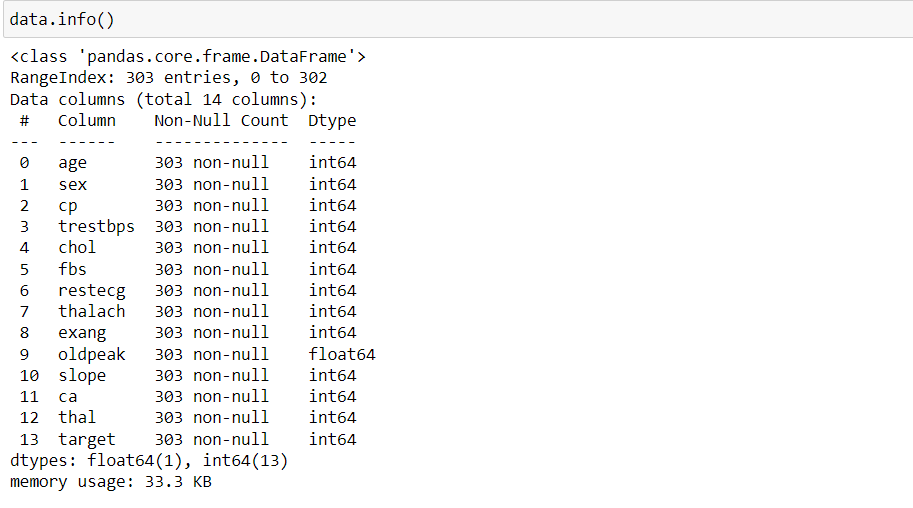 data.info()
<class 'pandas.core.frame.DataFrame'>
RangeIndex: 303 entries, 0 to 302
Data columns (total 14 columns):
 #   Column    Non-Null Count  Dtype
---  ------    --------------  -----
 0   age       303 non-null    int64
 1   sex       303 non-null    int64
 2   cp        303 non-null    int64
 3   trestbps  303 non-null    int64
 4   chol      303 non-null    int64
 5   fbs       303 non-null    int64
 6   restecg   303 non-null    int64
 7   thalach   303 non-null    int64
 8   exang     303 non-null    int64
 9   oldpeak   303 non-null    float64
 10  slope     303 non-null    int64
 11  ca        303 non-null    int64
 12  thal      303 non-null    int64
 13  target    303 non-null    int64
dtypes: float64(1), int64(13)
memory usage: 33.3 KB